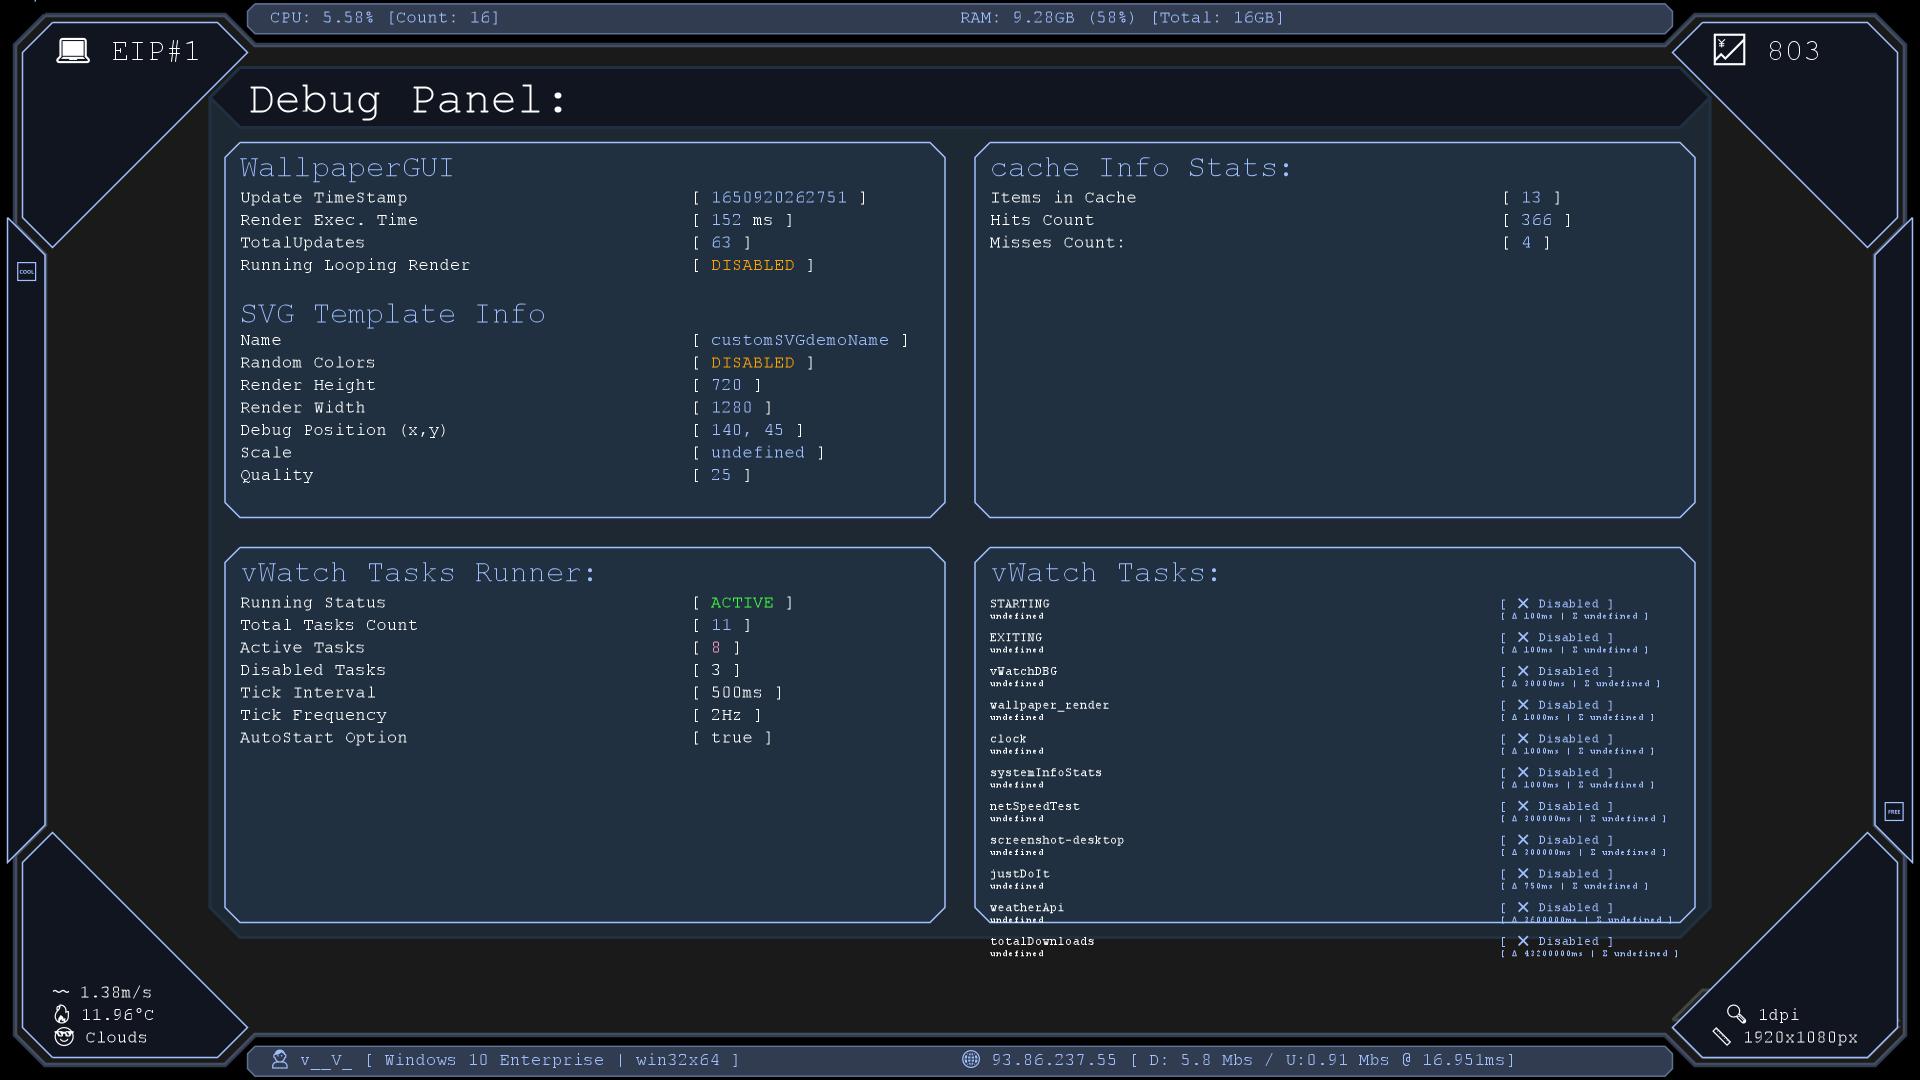 CPU: 5.58% [Count: 16]
RAM: 9.28GB (58%) [Total: 16GB]
EIP#1
803
Debug Panel:
WallpaperGUI
Update TimeStamp [ 1650920262751 ]
Render Exec. Time [ 152 ms ]
TotalUpdates [ 63 ]
Running Looping Render [ DISABLED ]
SVG Template Info
Name [ customSVGdemoName ]
Random Colors [ DISABLED ]
Render Height [ 720 ]
Render Width [ 1280 ]
Debug Position (x,y) [ 140, 45 ]
Scale [ undefined ]
Quality [ 25 ]
cache Info Stats:
Items in Cache [ 13 ]
Hits Count [ 366 ]
Misses Count: [ 4 ]
COOL
FREE
vWatch Tasks Runner:
Running Status [ ACTIVE ]
Total Tasks Count [ 11 ]
Active Tasks [ 8 ]
Disabled Tasks [ 3 ]
Tick Interval [ 500ms ]
Tick Frequency [ 2Hz ]
AutoStart Option [ true ]
vWatch Tasks:
STARTING [ ✕ Disabled ]
undefined [ Δ 100ms | Σ undefined ]
EXITING [ ✕ Disabled ]
undefined [ Δ 100ms | Σ undefined ]
vWatchDBG [ ✕ Disabled ]
undefined [ Δ 30000ms | Σ undefined ]
wallpaper_render [ ✕ Disabled ]
undefined [ Δ 1000ms | Σ undefined ]
clock [ ✕ Disabled ]
undefined [ Δ 1000ms | Σ undefined ]
systemInfoStats [ ✕ Disabled ]
undefined [ Δ 1000ms | Σ undefined ]
netSpeedTest [ ✕ Disabled ]
undefined [ Δ 300000ms | Σ undefined ]
screenshot-desktop [ ✕ Disabled ]
undefined [ Δ 200000ms | Σ undefined ]
justDoIt [ ✕ Disabled ]
undefined [ Δ 750ms | Σ undefined ]
weatherApi [ ✕ Disabled ]
undefined [ Δ 3600000ms | Σ undefined ]
totalDownloads [ ✕ Disabled ]
undefined [ Δ 43200000ms | Σ undefined ]
1.38m/s
11.96°C
Clouds
1dpi
1920x1080px
v__V_ [ Windows 10 Enterprise | win32x64 ]
93.86.237.55 [ D: 5.8 Mbs / U:0.91 Mbs @ 16.951ms]